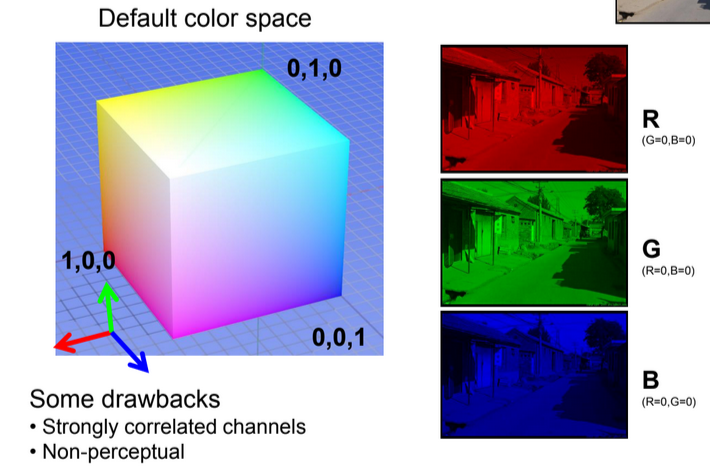 Default color space
0,1,0
1,0,0
0,0,1
R
(G=0,B=0)
G
(R=0,B=0)
B
(R=0,G=0)
Some drawbacks
• Strongly correlated channels
• Non-perceptual